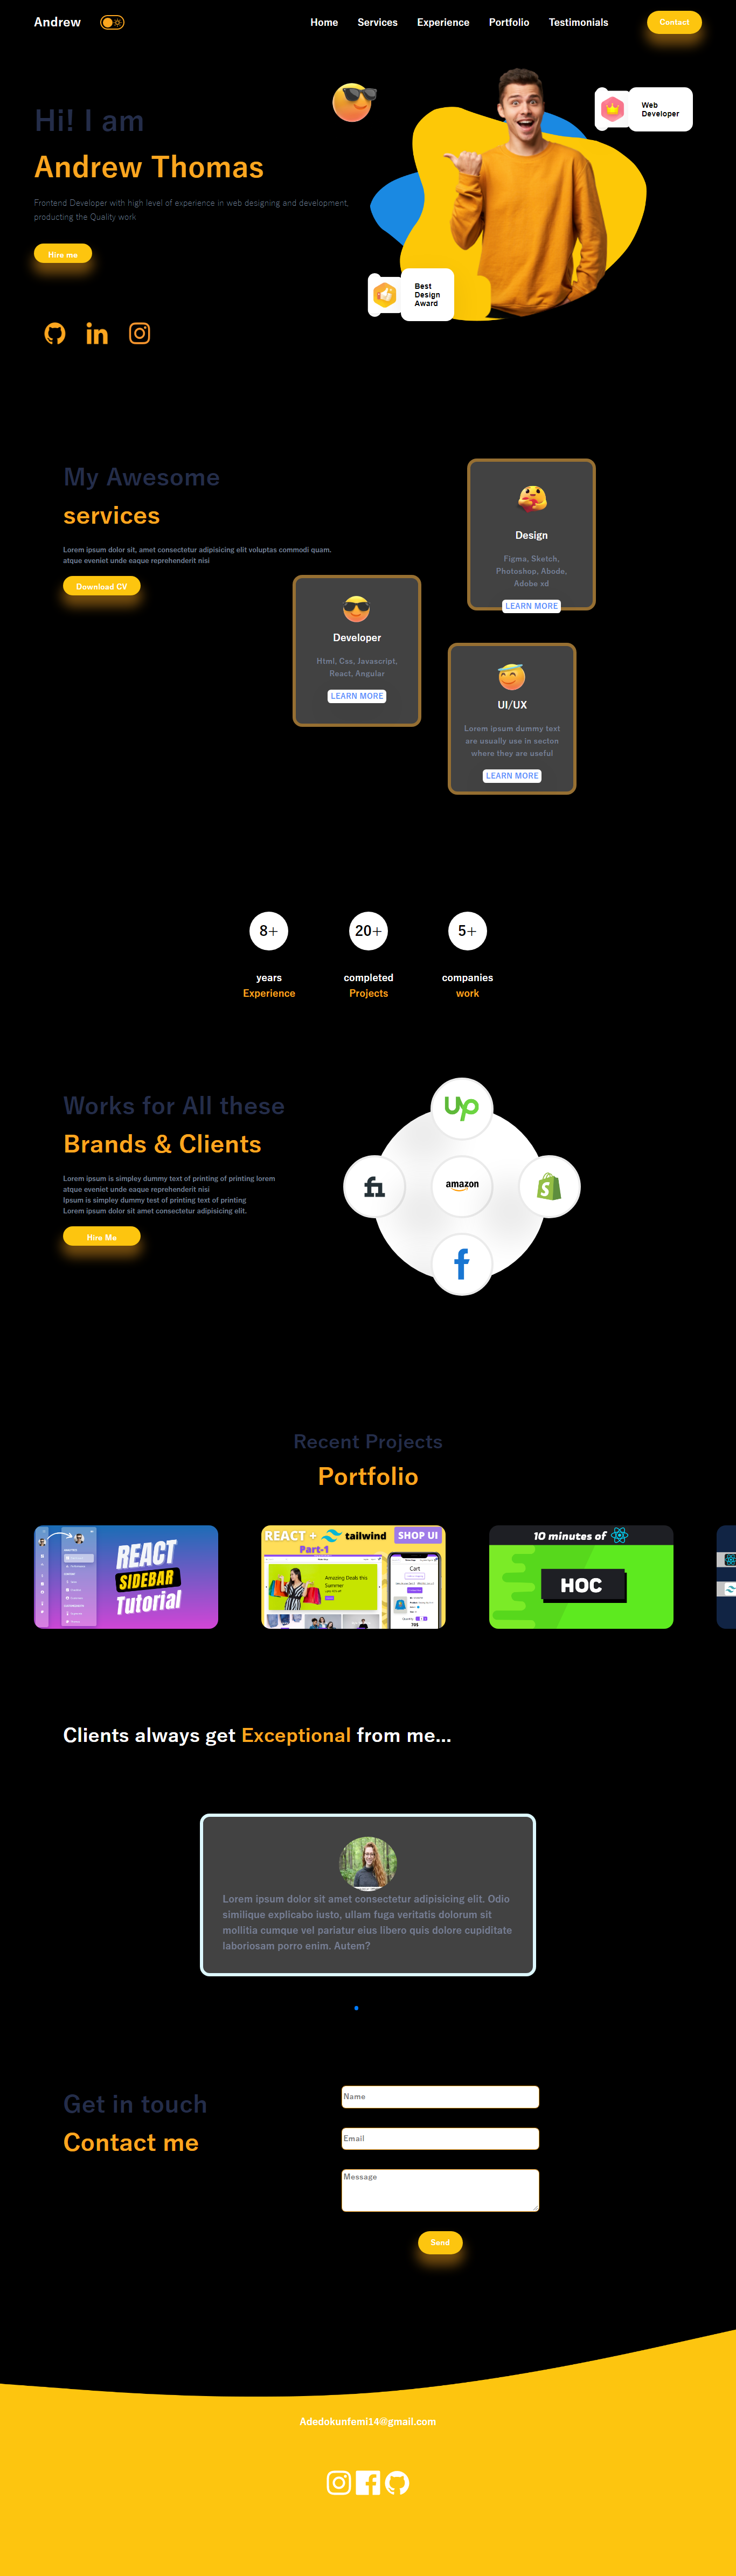 Andrew
Home Services Experience Portfolio Testimonials
Contact
Hi! I am
Andrew Thomas
Frontend Developer with high level of experience in web designing and development,
producting the Quality work
Hire me
Web
Developer
Best
Design
Award
in
My Awesome
services
Lorem ipsum dolor sit, amet consectetur adipisicing elit voluptas commodi quam.
atque eveniet unde eaque reprehenderit nisi
Download CV
Design
Figma, Sketch,
Photoshop, Abode,
Adobe xd
LEARN MORE
Developer
Html, Css, Javascript,
React, Angular
LEARN MORE
UI/UX
Lorem ipsum dummy text
are usually use in secton
where they are useful
LEARN MORE
8+
20+
5+
years
Experience
completed
Projects
companies
work
Works for All these
Brands & Clients
Lorem ipsum is simpley dummy text of printing of printing lorem
atque eveniet unde eaque reprehenderit nisi
Ipsum is simpley dummy test of printing text of printing
Lorem ipsum dolor sit amet consectetur adipisicing elit.
Hire Me
Up
fi
amazon
S
f
Recent Projects
Portfolio
REACT
SIDEBAR
Tutorial
REACT + tailwind
SHOP UI
Part-1
Amazing Deals this
Summer
Cart
10 minutes of
HOC
Clients always get Exceptional from me...
Lorem ipsum dolor sit amet consectetur adipisicing elit. Odio
similique explicabo iusto, ullam fuga veritatis dolorum sit
mollitia cumque vel pariatur eius libero quis dolore cupiditate
laboriosam porro enim. Autem?
Get in touch
Contact me
Name
Email
Message
Send
Adedokunfemi14@gmail.com